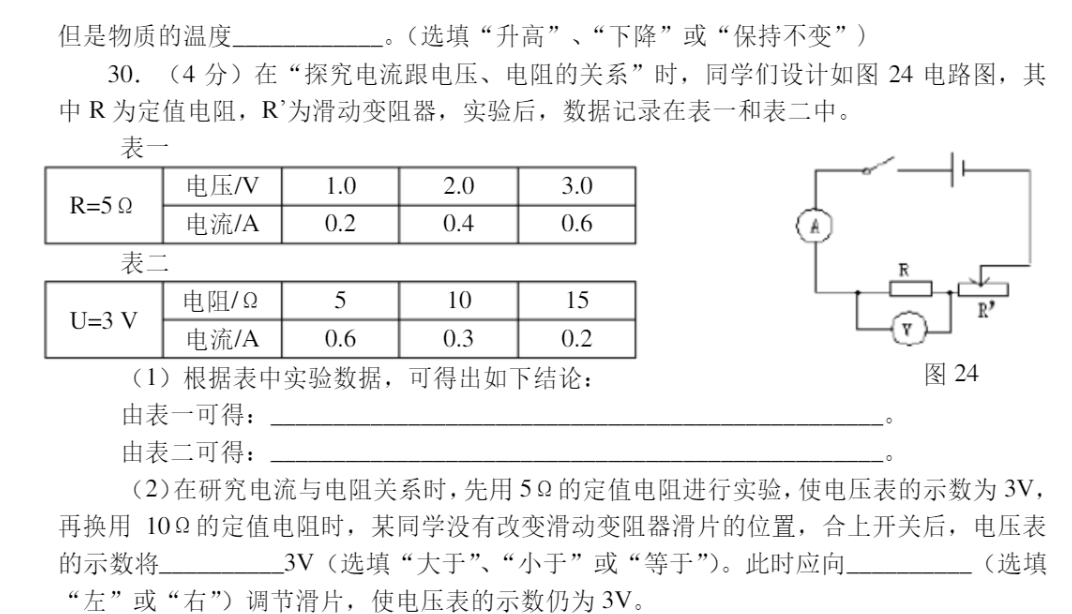 但是物质的温度____________。（选填“升高”、“下降”或“保持不变”）
30．（4 分）在“探究电流跟电压、电阻的关系”时，同学们设计如图 24 电路图，其
中 R 为定值电阻，R’为滑动变阻器，实验后，数据记录在表一和表二中。
表一
R=5Ω 电压/V 1.0 2.0 3.0
电流/A 0.2 0.4 0.6
表二
U=3 V 电阻/Ω 5 10 15
电流/A 0.6 0.3 0.2
A
R
R’
V
图 24
（1）根据表中实验数据，可得出如下结论：
由表一可得：__________________________________________________。
由表二可得：__________________________________________________。
（2）在研究电流与电阻关系时，先用 5Ω的定值电阻进行实验，使电压表的示数为 3V，
再换用 10Ω的定值电阻时，某同学没有改变滑动变阻器滑片的位置，合上开关后，电压表
的示数将__________3V（选填“大于”、“小于”或“等于”）。此时应向__________（选填
“左”或“右”）调节滑片，使电压表的示数仍为 3V。